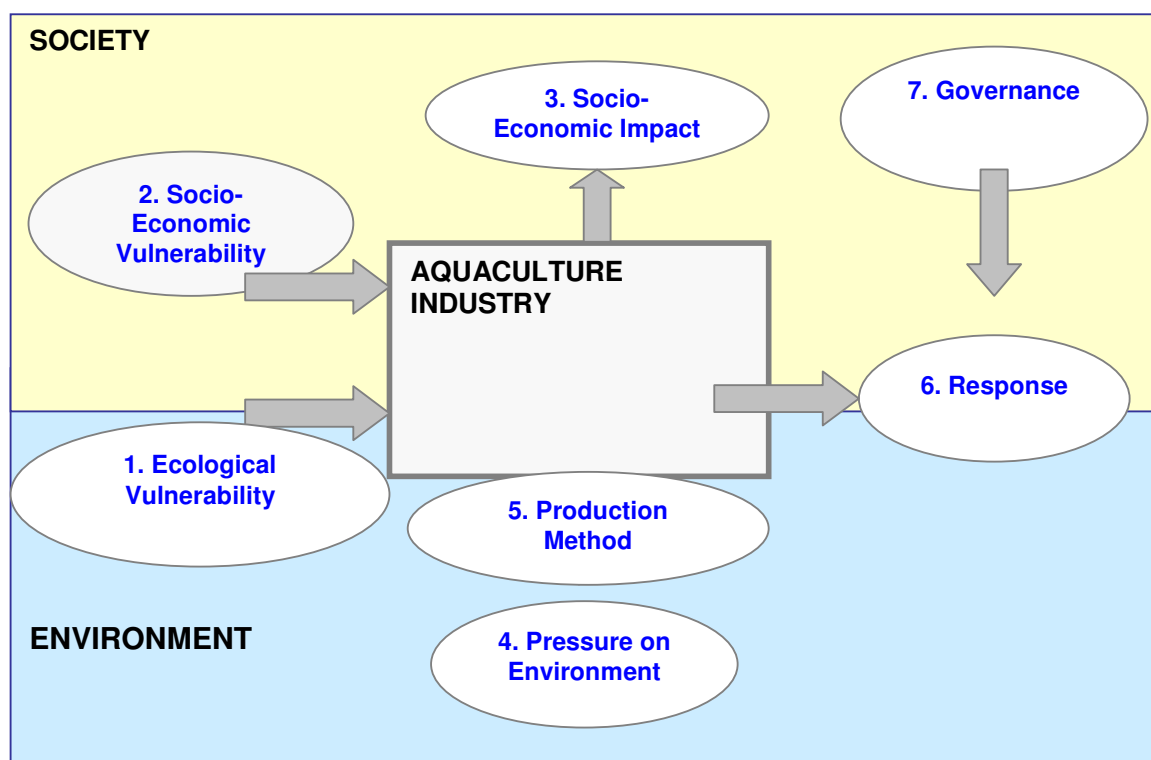 SOCIETY
3. Socio-
Economic Impact
7. Governance
2. Socio-
Economic
Vulnerability
AQUACULTURE
INDUSTRY
6. Response
1. Ecological
Vulnerability
5. Production
Method
ENVIRONMENT
4. Pressure on
Environment